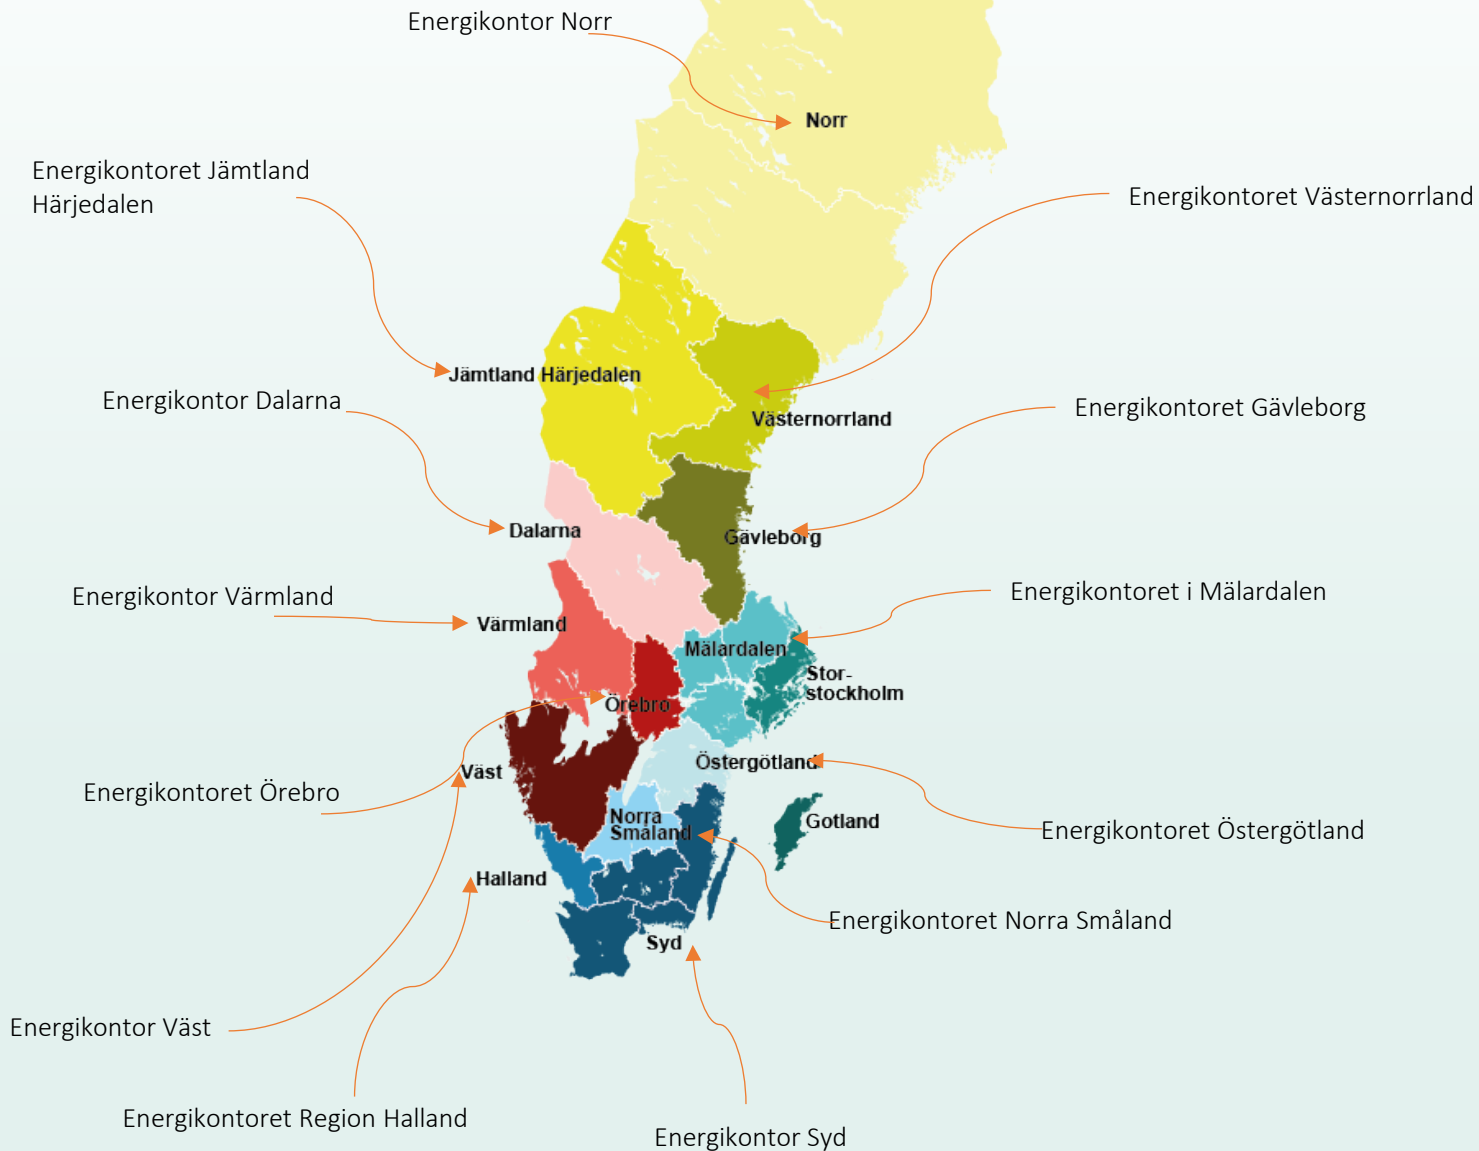 Energikontor Norr
Norr
Energikontoret Jämtland
Härjedalen
Energikontoret Västernorrland
Jämtland Härjedalen
Energikontor Dalarna
Energikontoret Gävleborg
Västernorrland
Dalarna
Gävleborg
Energikontor Värmland
Energikontoret i Mälardalen
Värmland
Mälardalen
Stor-
stockholm
Örebro
Östergötland
Väst
Energikontoret Örebro
Norra
Småland
Gotland
Energikontoret Östergötland
Halland
Energikontoret Norra Småland
Syd
Energikontor Väst
Energikontoret Region Halland
Energikontor Syd